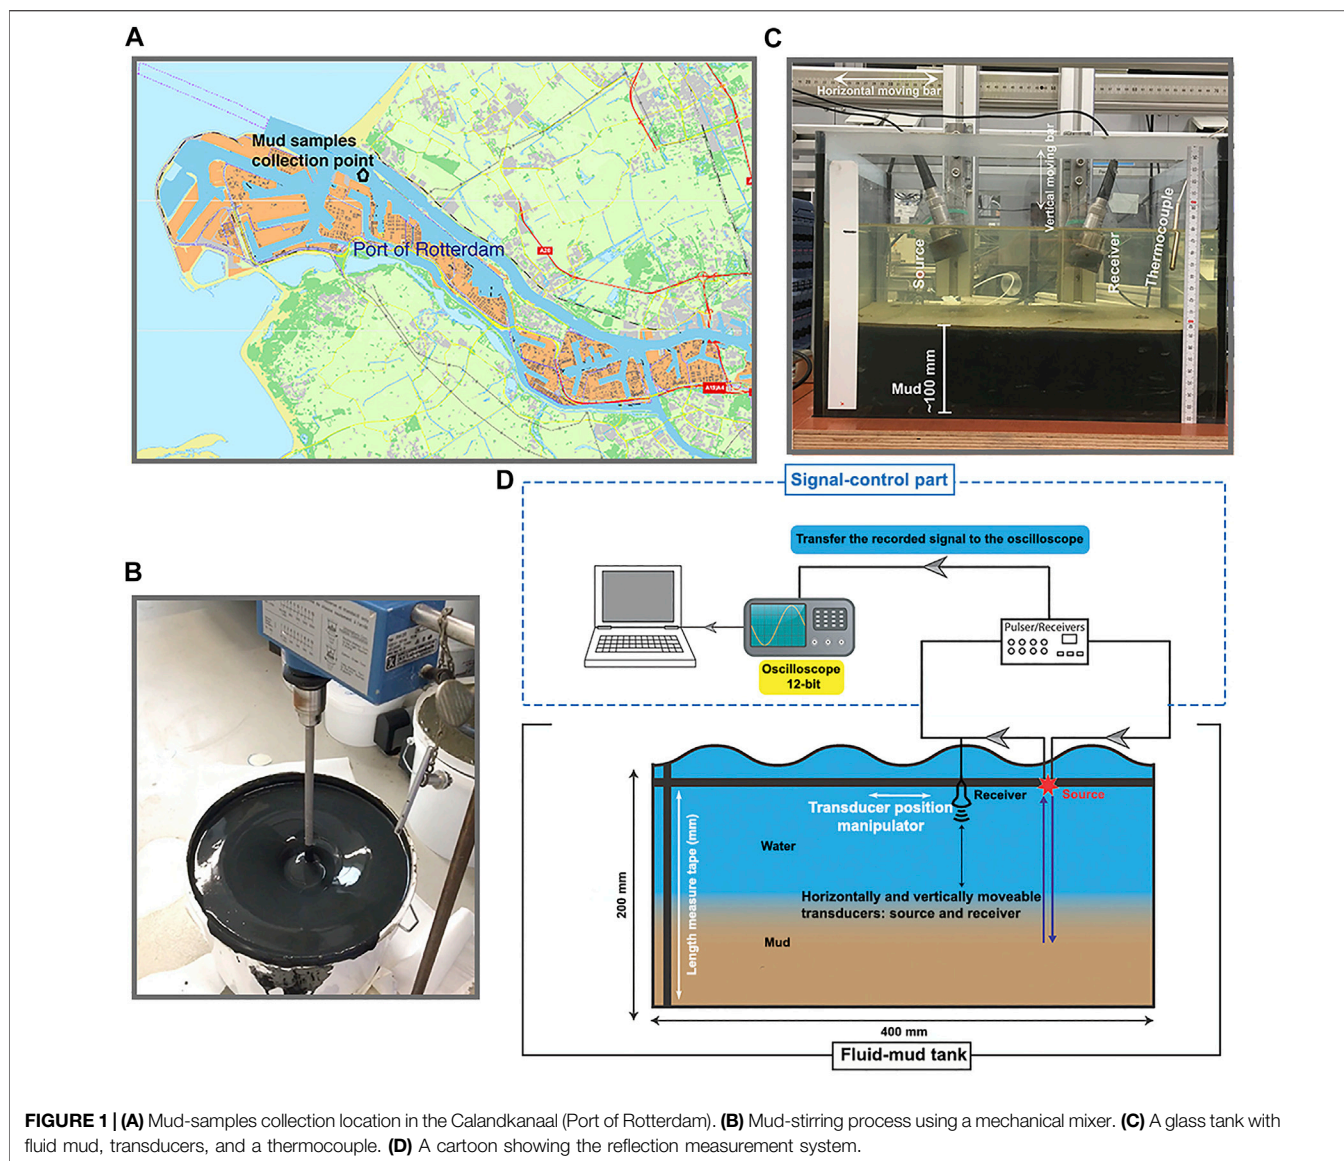 A
Mud samples
collection point
Port of Rotterdam
A20
A15|A4
C
Horizontal moving bar
Vertical moving bar
Source
Receiver
Thermocouple
Mud
~100 mm
B
D
Signal-control part
Transfer the recorded signal to the oscilloscope
Pulser/Receivers
Oscilloscope
12-bit
Receiver
Source
Transducer position
manipulator
Water
Horizontally and vertically moveable
transducers: source and receiver
Mud
Length measure tape (mm)
200 mm
400 mm
Fluid-mud tank
FIGURE 1 | (A) Mud-samples collection location in the Calandkanaal (Port of Rotterdam). (B) Mud-stirring process using a mechanical mixer. (C) A glass tank with
fluid mud, transducers, and a thermocouple. (D) A cartoon showing the reflection measurement system.